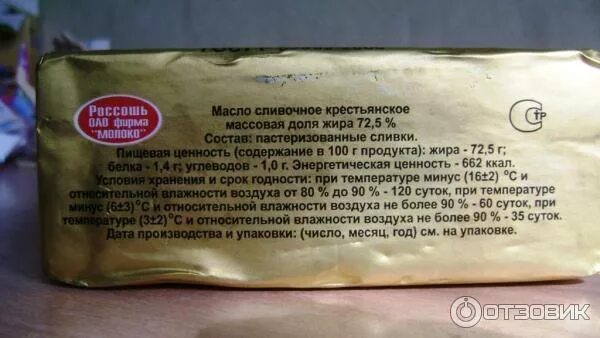 Россошь
ОАО фирма
"МОЛОКО"
Масло сливочное крестьянское
массовая доля жира 72,5 %
Состав: пастеризованные сливки.
Пищевая ценность (содержание в 100 г продукта): жира - 72,5 г;
белка - 1,4 г; углеводов - 1,0 г. Энергетическая ценность - 662 ккал.
Условия хранения и срок годности: при температуре минус (16±2) °С и
относительной влажности воздуха от 80 % до 90 % - 120 суток, при температуре
минус (6±3)°С и относительной влажности воздуха не более 90 % - 60 суток, при
температуре (3±2)°С и относительной влажности воздуха не более 90 % - 35 суток.
Дата производства и упаковки: (число, месяц, год) см. на упаковке.
ОТЗОВИК